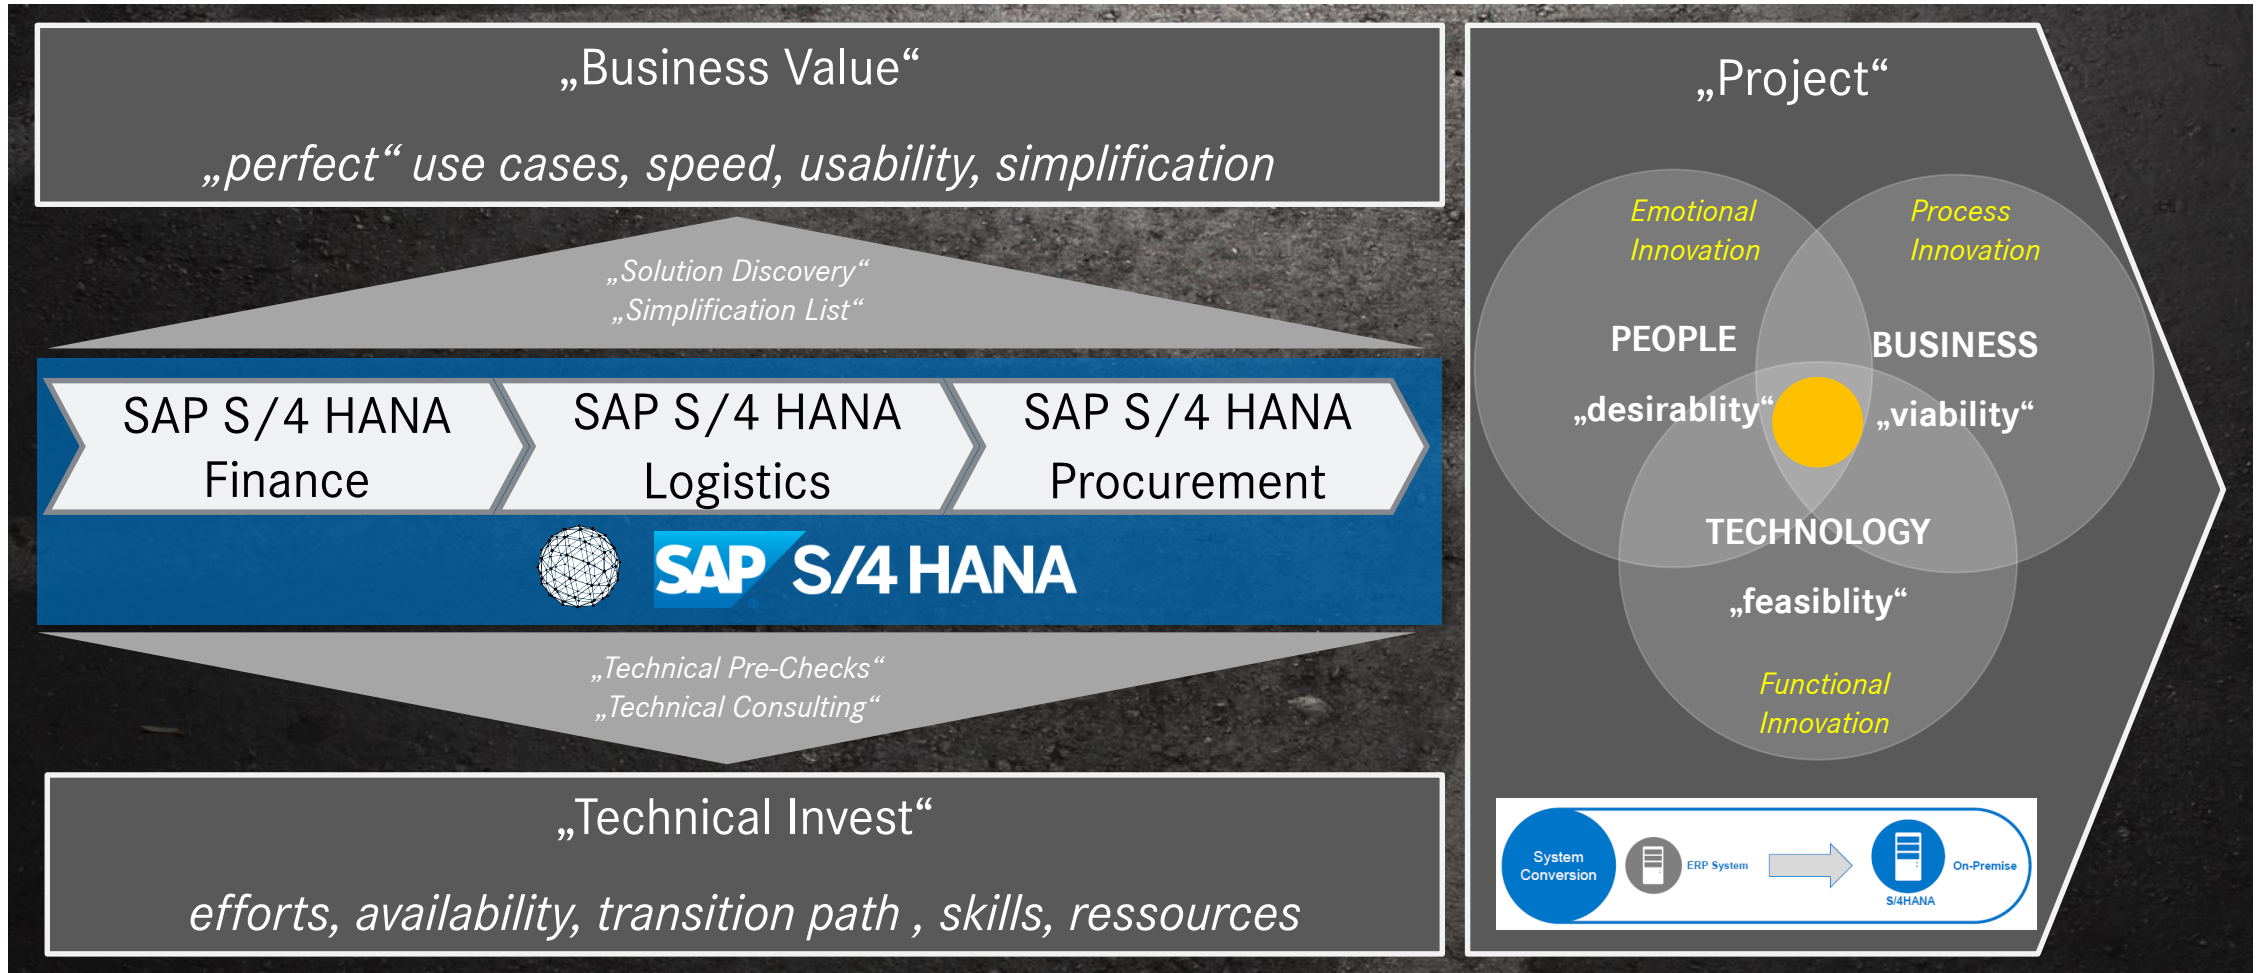 „Business Value“
„perfect“ use cases, speed, usability, simplification
„Solution Discovery“
„Simplification List“
SAP S/4 HANA
Finance
SAP S/4 HANA
Logistics
SAP S/4 HANA
Procurement
SAP S/4 HANA
„Technical Pre-Checks“
„Technical Consulting“
„Technical Invest“
efforts, availability, transition path , skills, ressources
„Project“
Emotional
Innovation
Process
Innovation
PEOPLE
„desirablity“
BUSINESS
„viability“
TECHNOLOGY
„feasiblity“
Functional
Innovation
System
Conversion
ERP System
S/4HANA
On-Premise